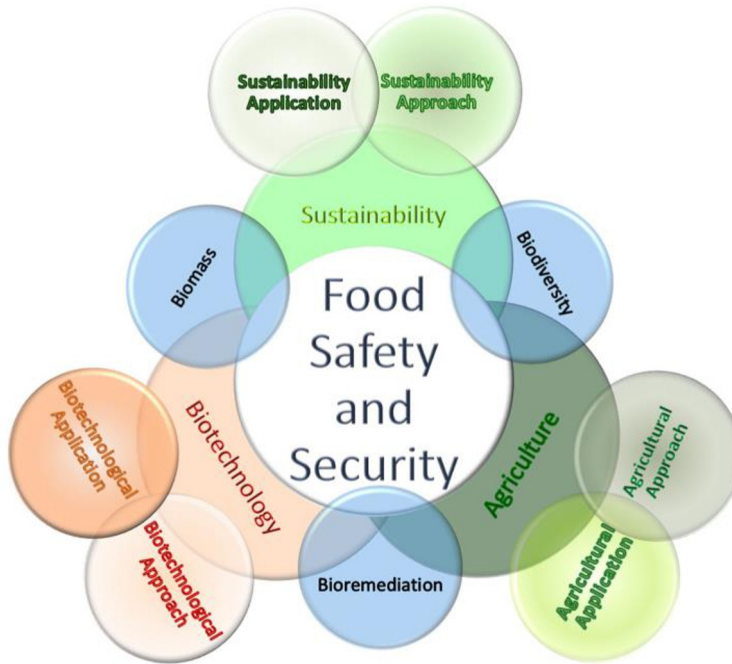 Sustainability
Application
Sustainability
Approach
Sustainability
Biomass
Biodiversity
Food
Safety
and
Security
Biotechnological
Application
Biotechnology
Agriculture
Agricultural
Approach
Biotechnological
Approach
Bioremediation
Agricultural
Application